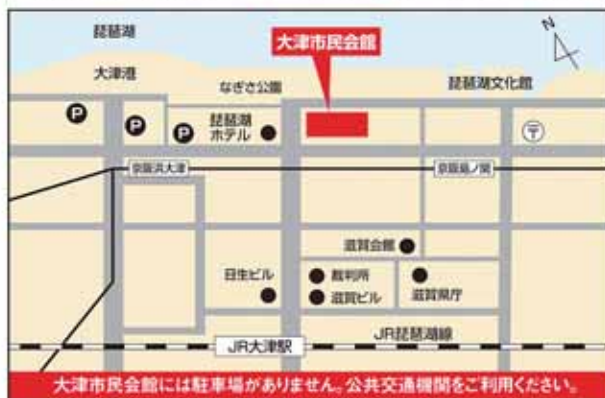 琵琶湖
N
大津市民会館
大津港
なぎさ公園
琵琶湖文化館
P
P
P
琵琶湖
ホテル
〒
京阪浜大津
京阪島ノ関
滋賀会館
日生ビル
裁判所
滋賀ビル
滋賀県庁
JR琵琶湖線
JR大津駅
大津市民会館には駐車場がありません。公共交通機関をご利用ください。